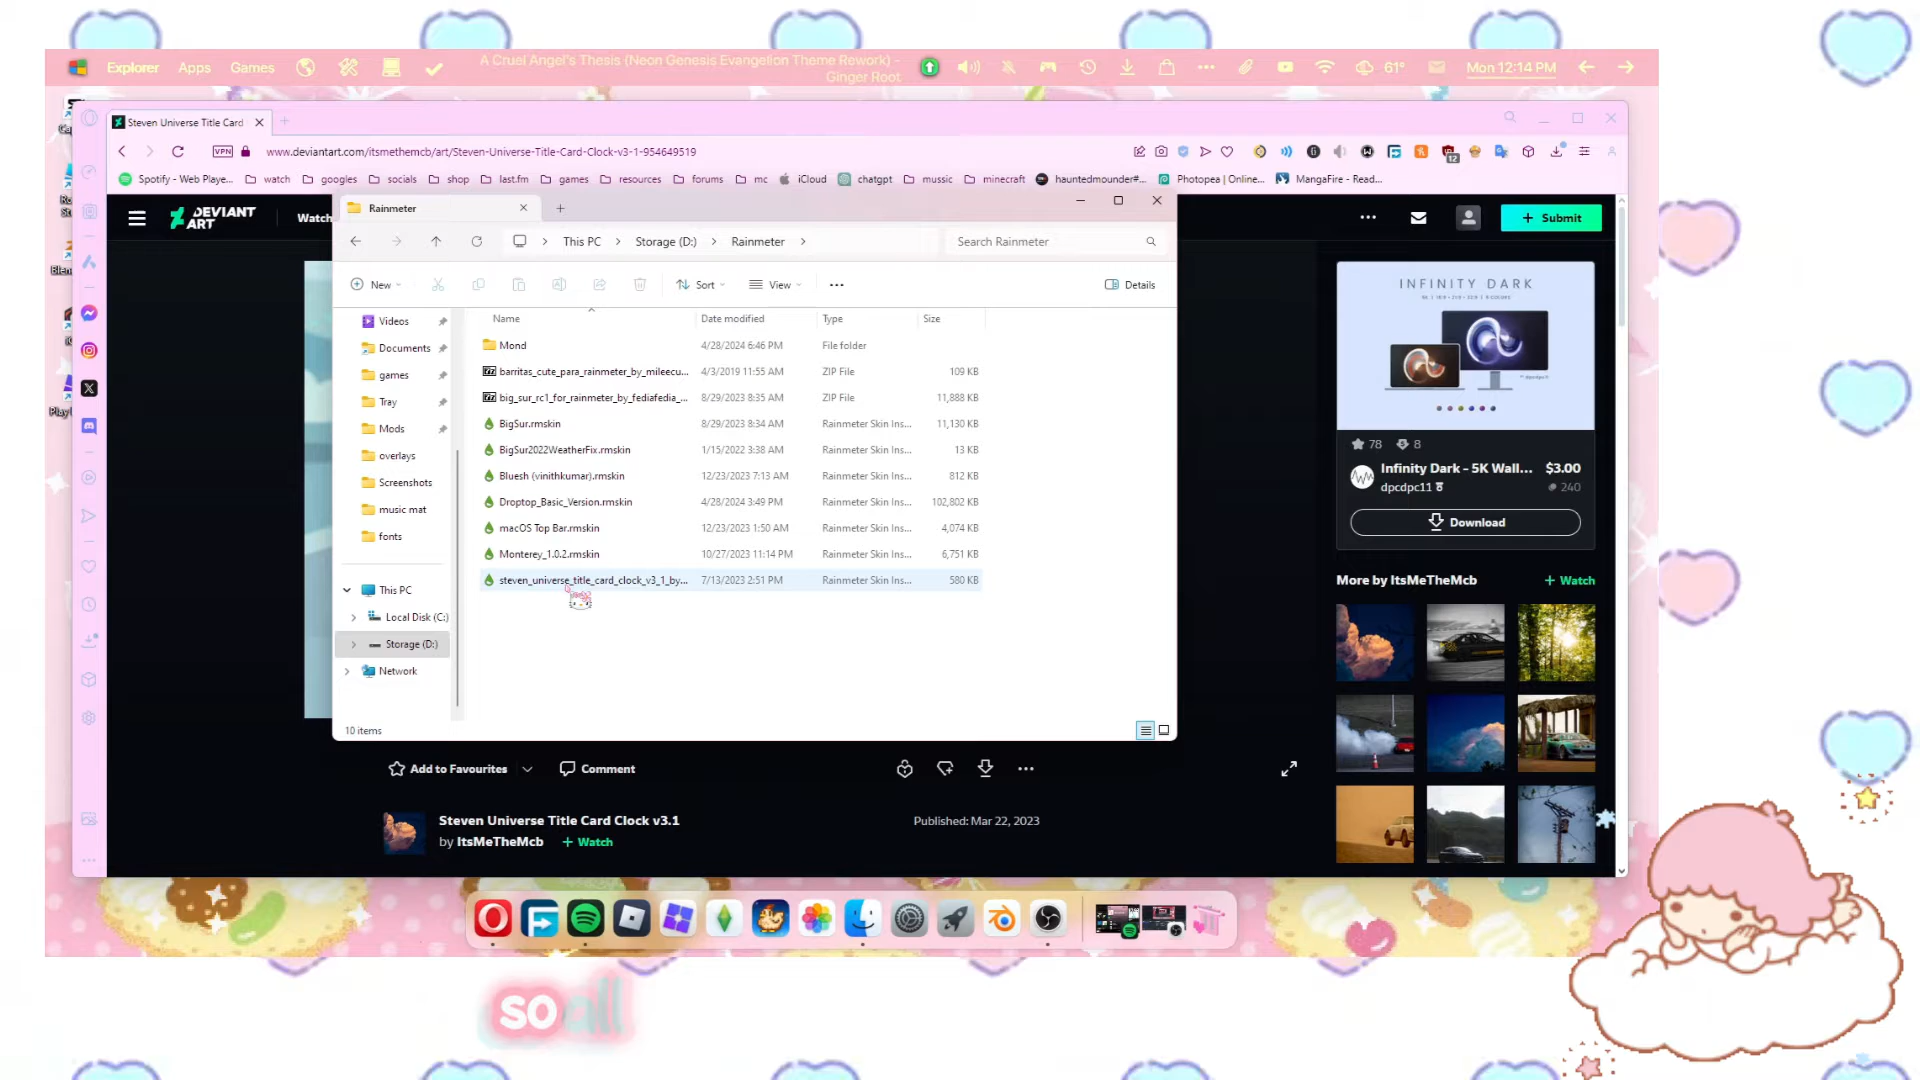 Explorer Apps Games
A Cruel Angel's Thesis (Neon Genesis Evangelion Theme Rework) -
Ginger Root
61°
Mon 12:14 PM
Steven Universe Title Card
VPN
www.deviantart.com/itsmethemcb/art/Steven-Universe-Title-Card-Clock-v3-1-954649519
12
Spotify - Web Playe... watch googles socials shop last.fm games resources forums mc iCloud chatgpt mussic minecraft hauntedmounder#... Photopea | Online... MangaFire - Read...
DEVIANT
ART
Watch
Submit
Rainmeter
This PC > Storage (D:) > Rainmeter >
Search Rainmeter
New
Sort
View
Details
Name Date modified Type Size
Videos
Documents
games
Tray
Mods
overlays
Screenshots
music mat
fonts
This PC
Local Disk (C:)
Storage (D:)
Network
Mond 4/28/2024 6:46 PM File folder
barritas_cute_para_rainmeter_by_mileecu... 4/3/2019 11:55 AM ZIP File 109 KB
big_sur_rc1_for_rainmeter_by_fediafedia_... 8/29/2023 8:35 AM ZIP File 11,888 KB
BigSur.rmskin 8/29/2023 8:34 AM Rainmeter Skin Ins... 11,130 KB
BigSur2022WeatherFix.rmskin 1/15/2022 3:38 AM Rainmeter Skin Ins... 13 KB
Bluesh (vinithkumar).rmskin 12/23/2023 7:13 AM Rainmeter Skin Ins... 812 KB
Droptop_Basic_Version.rmskin 4/28/2024 3:49 PM Rainmeter Skin Ins... 102,802 KB
macOS Top Bar.rmskin 12/23/2023 1:50 AM Rainmeter Skin Ins... 4,074 KB
Monterey_1.0.2.rmskin 10/27/2023 11:14 PM Rainmeter Skin Ins... 6,751 KB
steven_universe_title_card_clock_v3_1_by... 7/13/2023 2:51 PM Rainmeter Skin Ins... 580 KB
10 items
INFINITY DARK
78 8
Infinity Dark - 5K Wall... $3.00
dpcdpc11 240
Download
More by ItsMeTheMcb + Watch
Add to Favourites
Comment
Steven Universe Title Card Clock v3.1
by ItsMeTheMcb + Watch
Published: Mar 22, 2023
so all